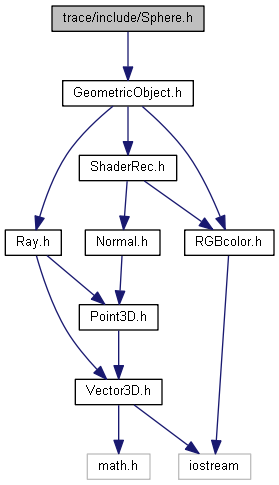 trace/include/Sphere.h
GeometricObject.h
ShaderRec.h
Ray.h
Normal.h
RGBcolor.h
Point3D.h
Vector3D.h
math.h
iostream